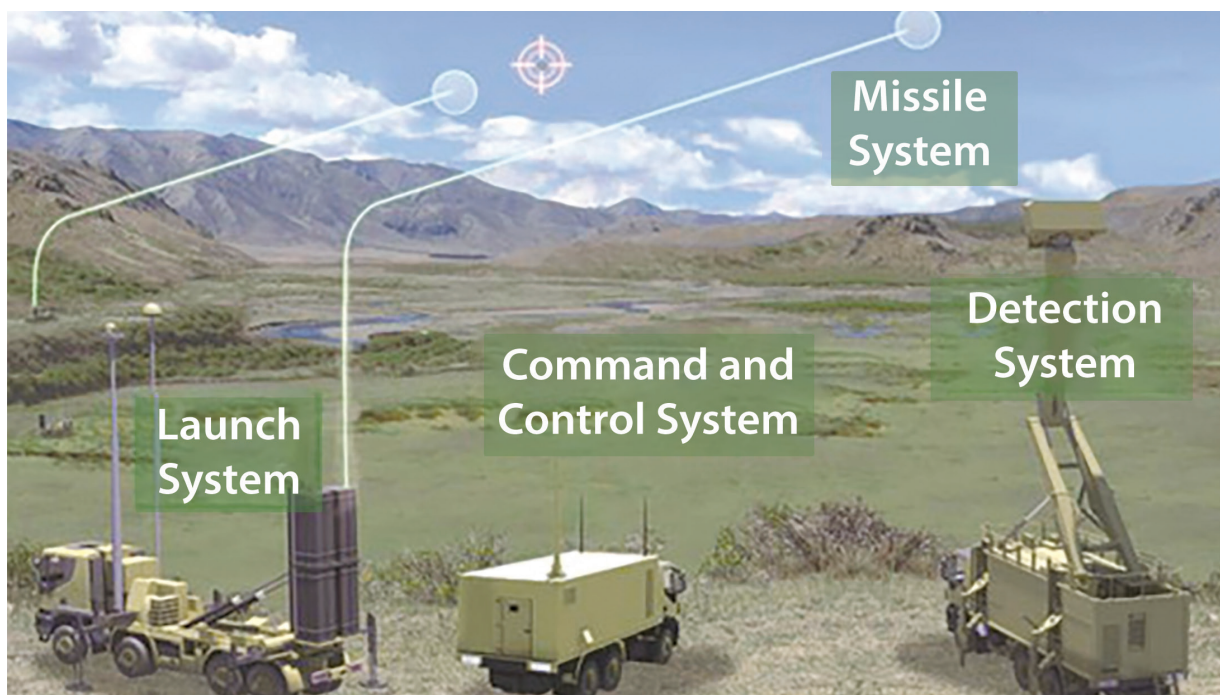 Missile
System
Detection
System
Command and
Control System
Launch
System